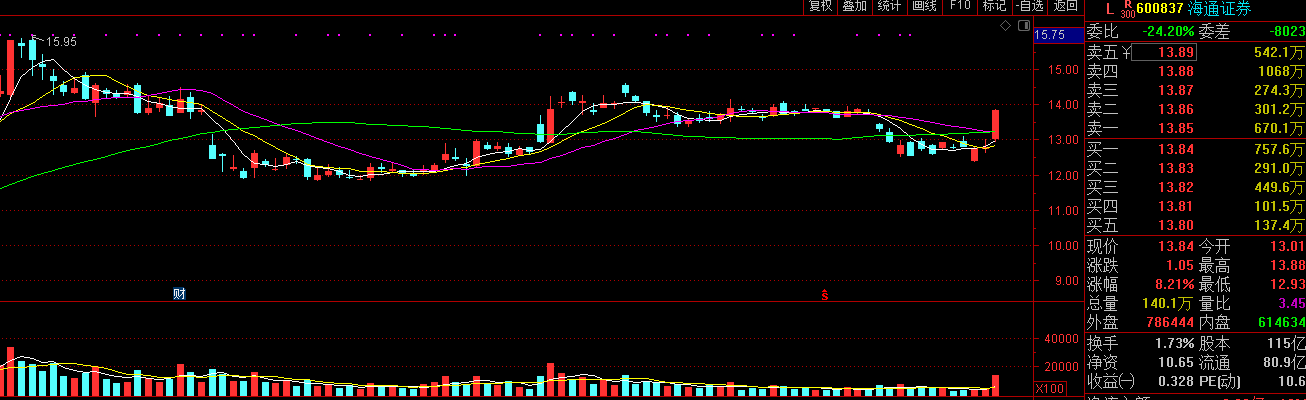 复权 叠加 统计 画线 F10 标记 -自选 返回
L R 300 600837 海通证券
15.95
15.75
15.00
14.00
13.00
12.00
11.00
10.00
9.00
财
S
40000
20000
X100
委比 -24.20% 委差 -8023
卖五 ¥ 13.89 542.1万
卖四 13.88 1068万
卖三 13.87 274.3万
卖二 13.86 301.2万
卖一 13.85 670.1万
买一 13.84 757.6万
买二 13.83 291.0万
买三 13.82 449.6万
买四 13.81 101.5万
买五 13.80 137.4万
现价 13.84 今开 13.01
涨跌 1.05 最高 13.88
涨幅 8.21% 最低 12.93
总量 140.1万 量比 3.45
外盘 786444 内盘 614634
换手 1.73% 股本 115亿
净资 10.65 流通 80.9亿
收益(一) 0.328 PE(动) 10.6